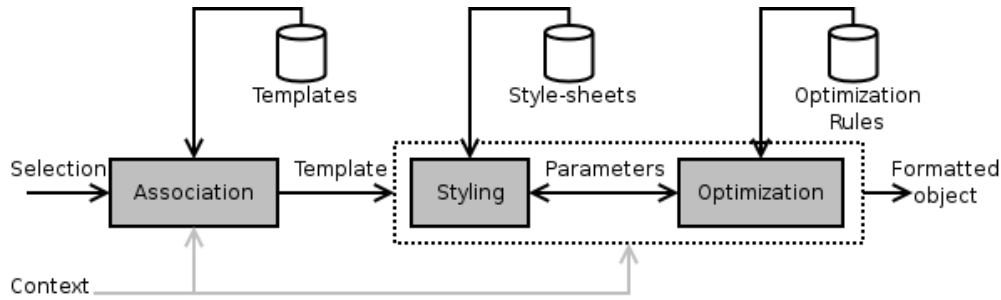 Templates
Style-sheets
Optimization
Rules
Selection
Association
Template
Styling
Parameters
Optimization
Formatted
object
Context